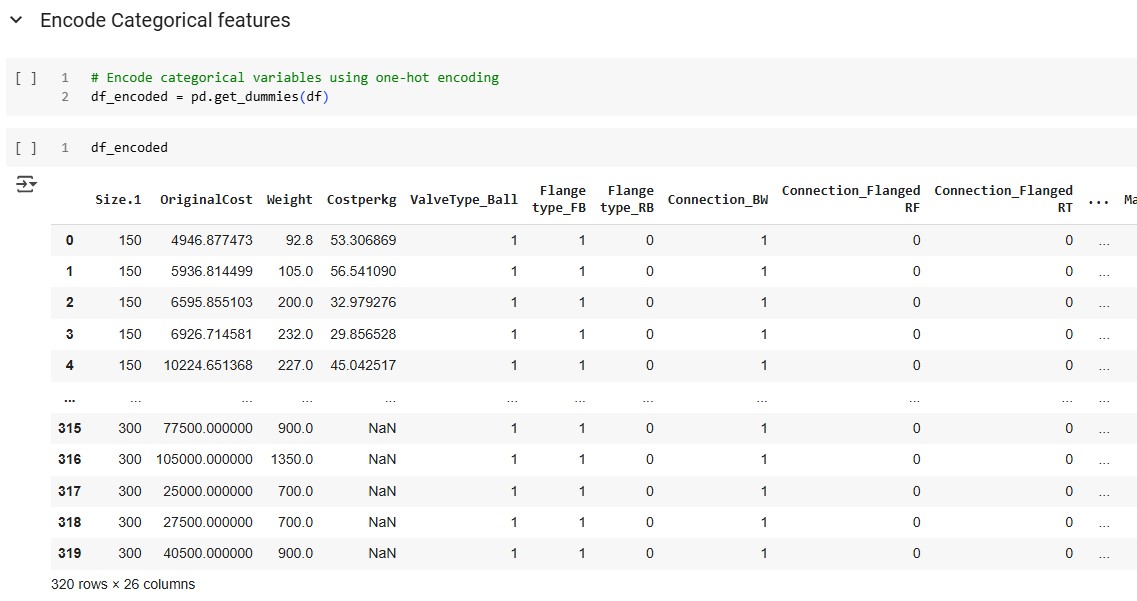 Encode Categorical features
[ ] 1 # Encode categorical variables using one-hot encoding
2 df_encoded = pd.get_dummies(df)
[ ] 1 df_encoded
Size.1 OriginalCost Weight Costperkg ValveType_Ball Flange type_FB Flange type_RB Connection_BW Connection_Flanged RF Connection_Flanged RT ... Ma
0 150 4946.877473 92.8 53.306869 1 1 0 1 0 0 ...
1 150 5936.814499 105.0 56.541090 1 1 0 1 0 0 ...
2 150 6595.855103 200.0 32.979276 1 1 0 1 0 0 ...
3 150 6926.714581 232.0 29.856528 1 1 0 1 0 0 ...
4 150 10224.651368 227.0 45.042517 1 1 0 1 0 0 ...
... ... ... ... ... ... ... ... ... ... ... ...
315 300 77500.000000 900.0 NaN 1 1 0 1 0 0 ...
316 300 105000.000000 1350.0 NaN 1 1 0 1 0 0 ...
317 300 25000.000000 700.0 NaN 1 1 0 1 0 0 ...
318 300 27500.000000 700.0 NaN 1 1 0 1 0 0 ...
319 300 40500.000000 900.0 NaN 1 1 0 1 0 0 ...
320 rows × 26 columns